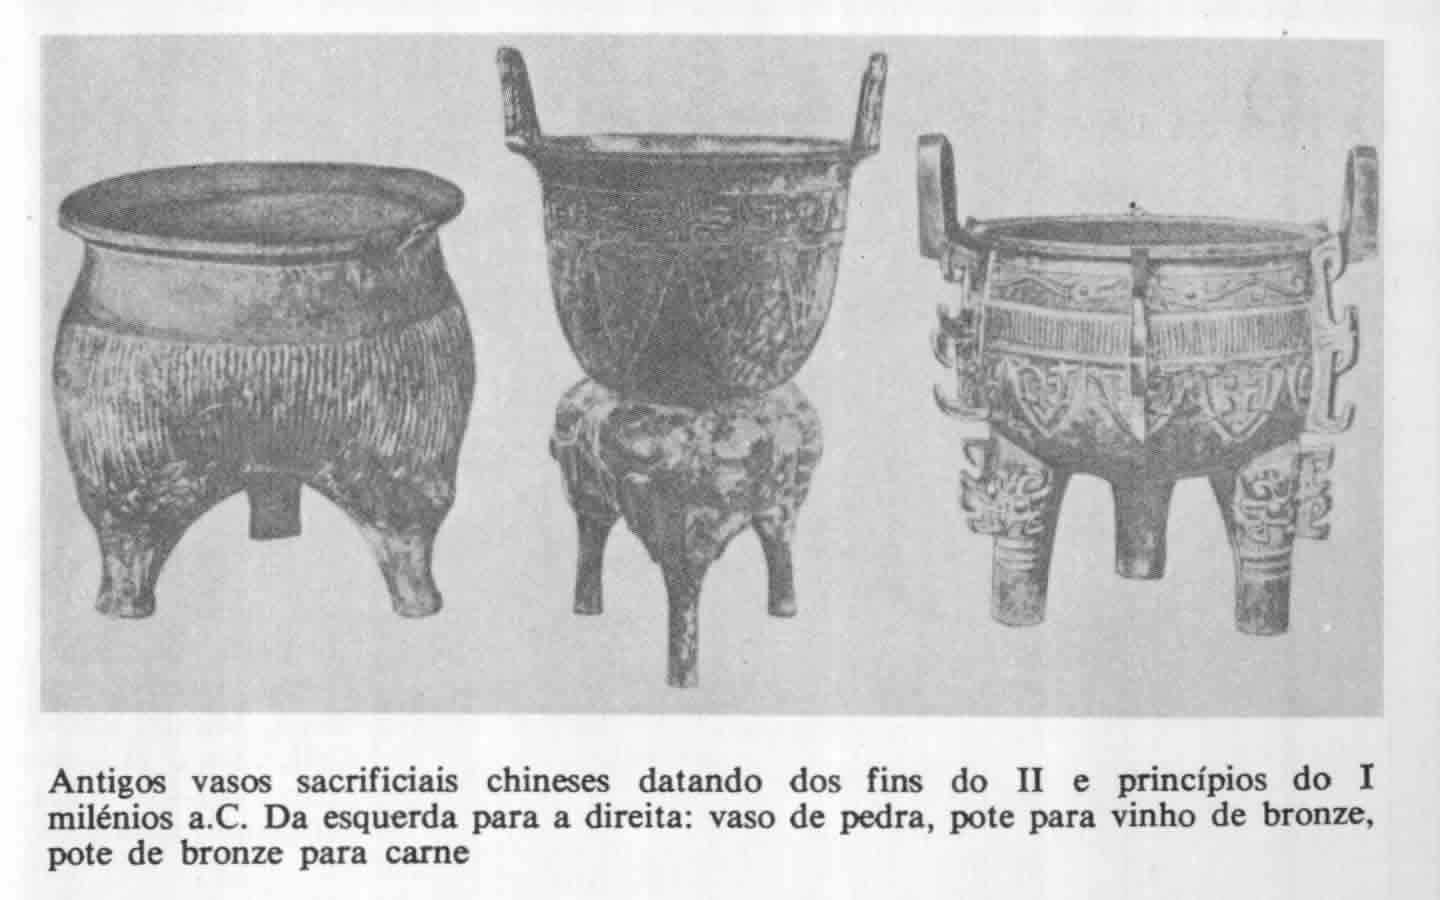 Antigos vasos sacrificiais chineses datando dos fins do II e princípios do I
milénios a.C. Da esquerda para a direita: vaso de pedra, pote para vinho de bronze,
pote de bronze para carne